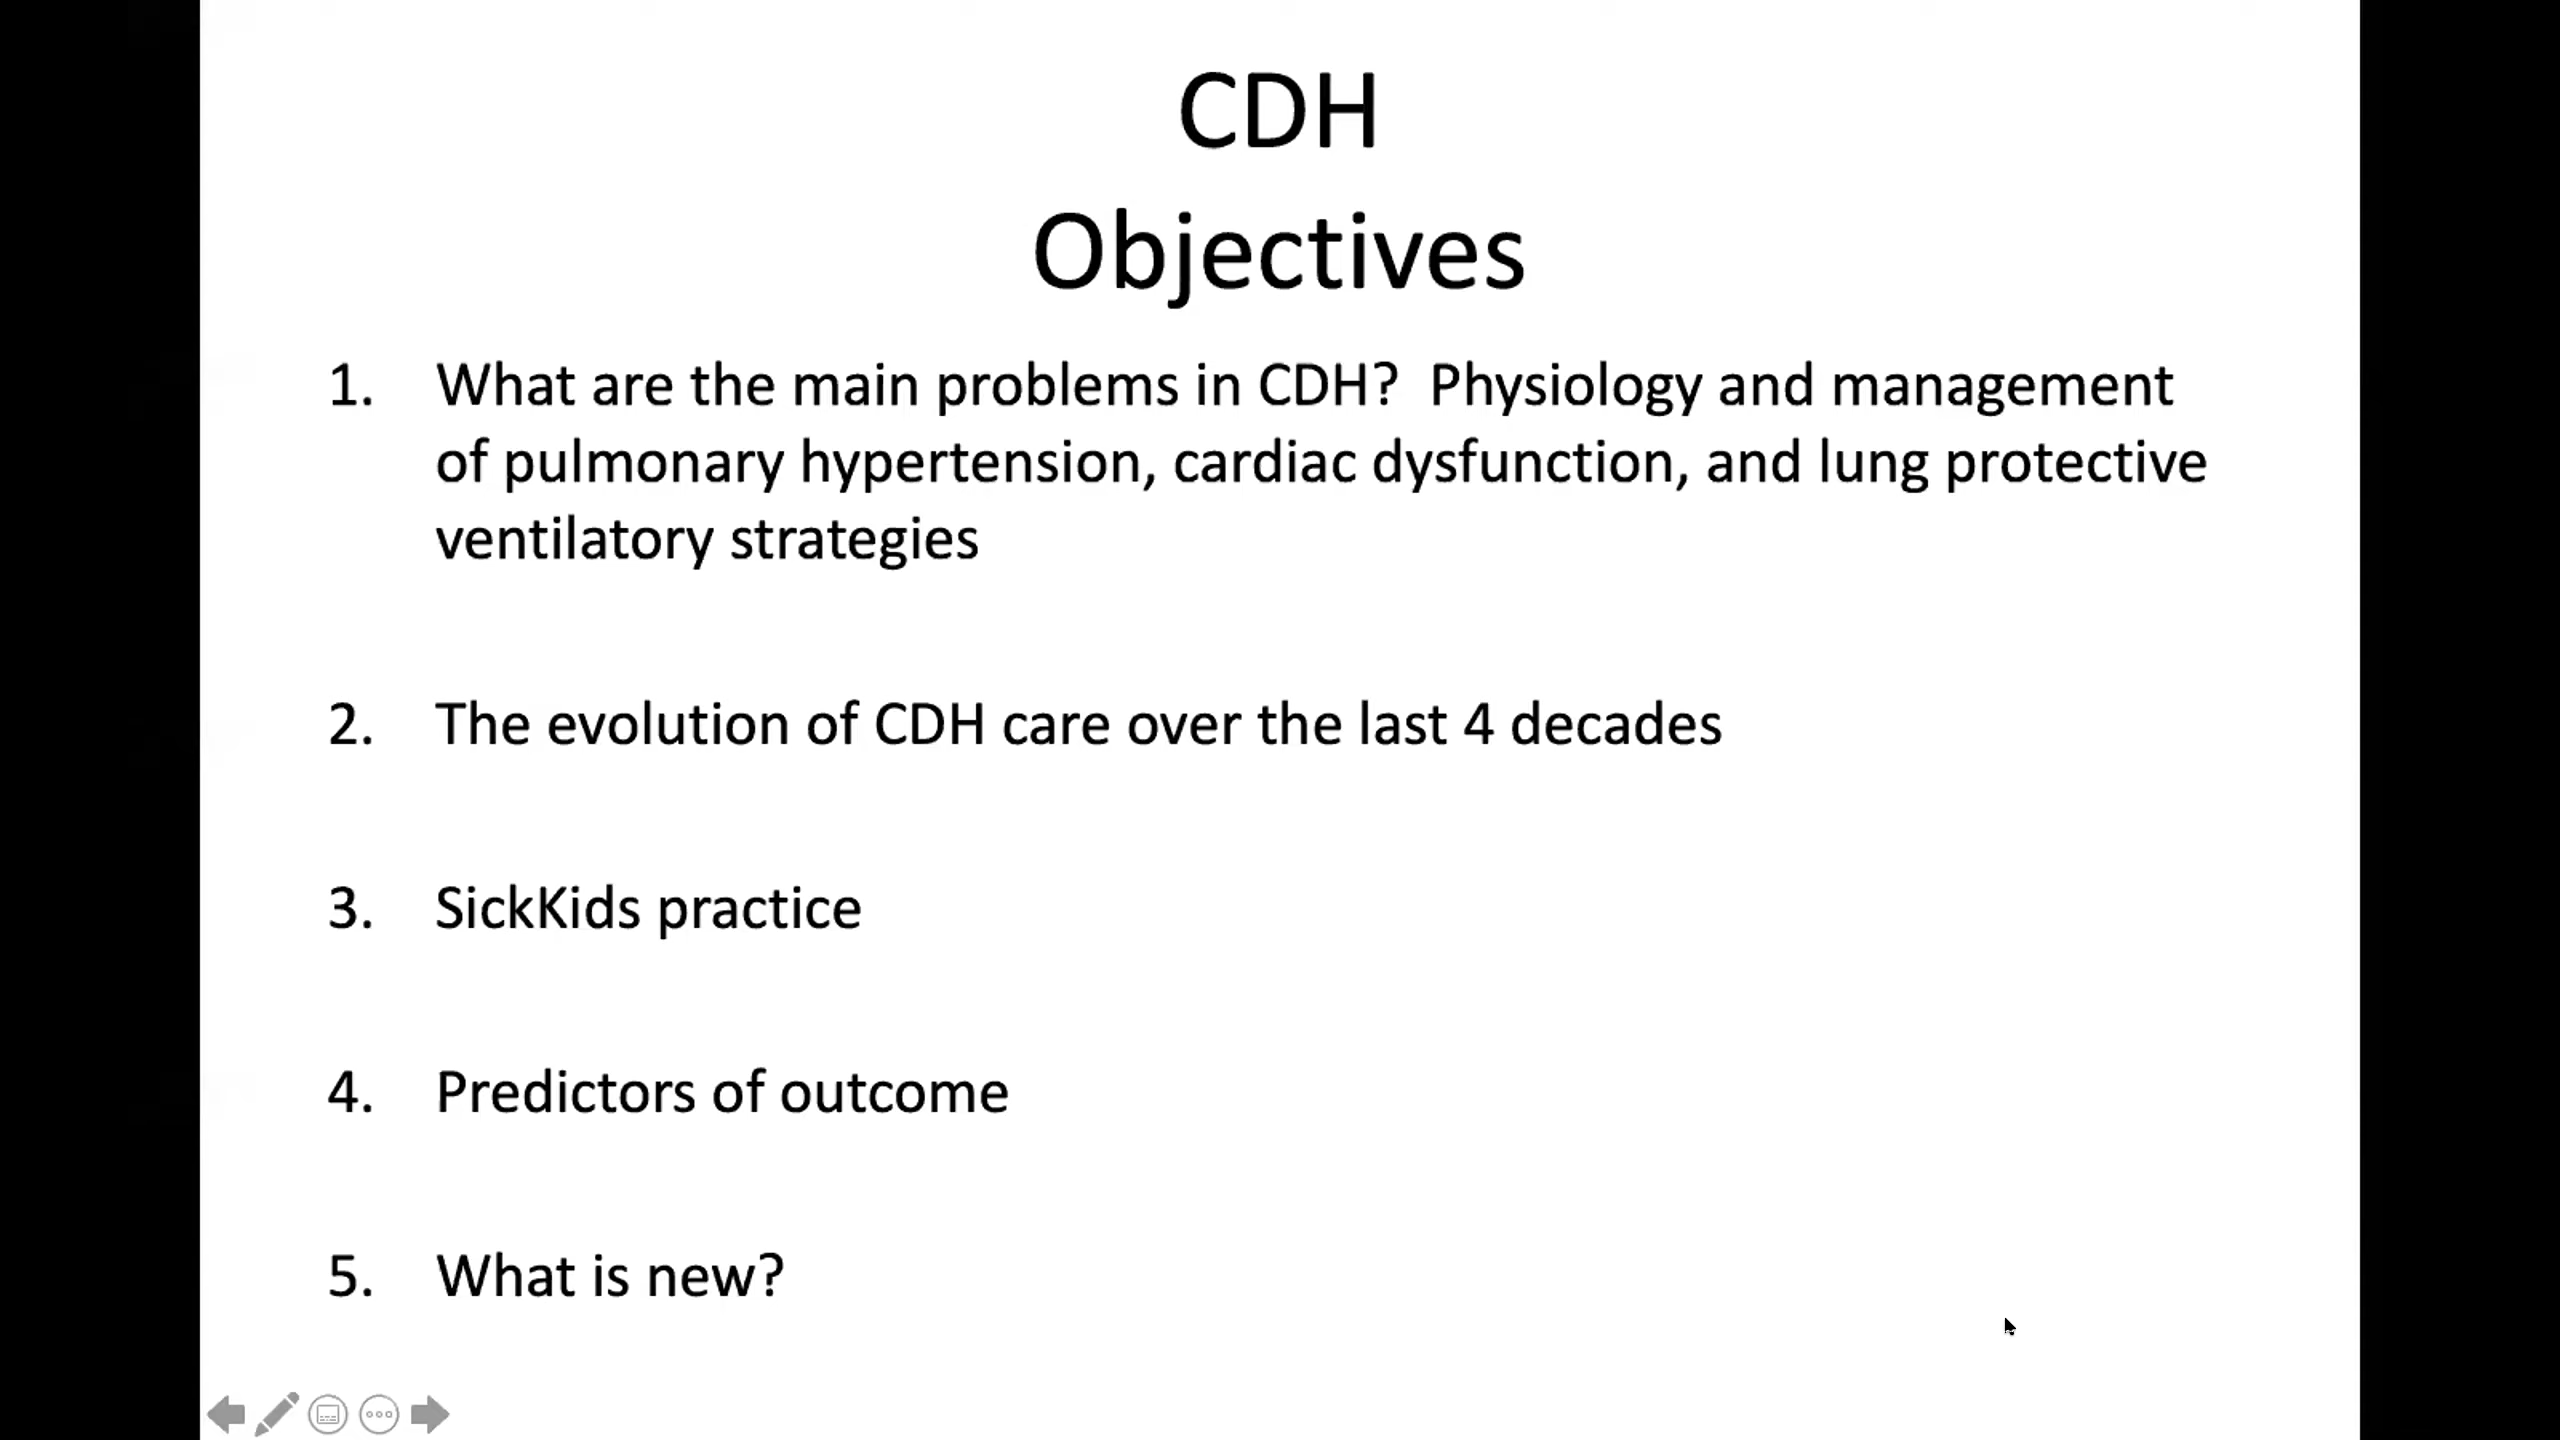 CDH
Objectives
1. What are the main problems in CDH?  Physiology and management
of pulmonary hypertension, cardiac dysfunction, and lung protective
ventilatory strategies
2. The evolution of CDH care over the last 4 decades
3. SickKids practice
4. Predictors of outcome
5. What is new?